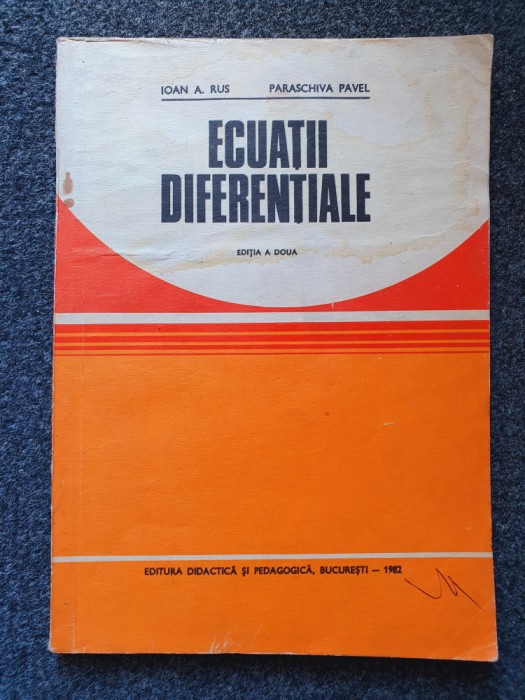 IOAN A. RUS PARASCHIVA PAVEL
ECUAȚII
DIFERENȚIALE
EDIȚIA A DOUA
EDITURA DIDACTICĂ ȘI PEDAGOGICĂ, BUCUREȘTI – 1982